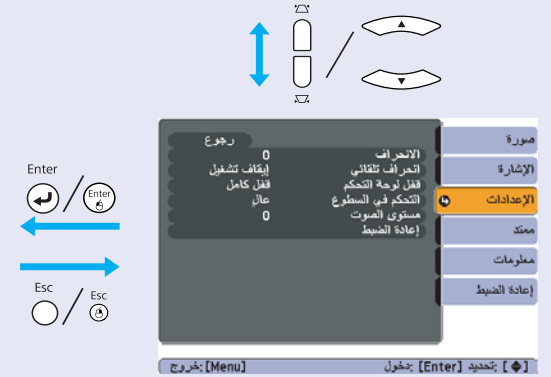 Enter
Enter
Esc
Esc
صورة
الإشارة
الإعدادات
ممتد
معلومات
إعادة الضبط
رجوع
الانحراف 0
انحراف تلقائي إيقاف تشغيل
قفل لوحة التحكم قفل كامل
التحكم في السطوع عال
مستوى الصوت 0
إعادة الضبط
[ ] :تحديد [Enter] :دخول [Menu] :خروج